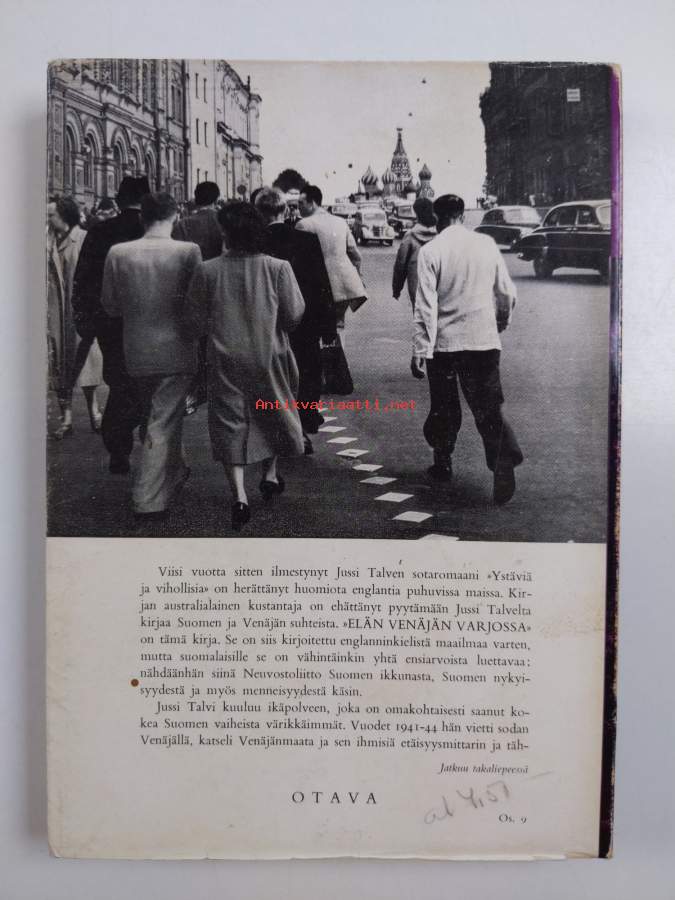 Antikvariaatti.net
Viisi vuotta sitten ilmestynyt Jussi Talven sotaromaani »Ystäviä
ja vihollisia» on herättänyt huomiota englantia puhuvissa maissa. Kir-
jan australialainen kustantaja on ehättänyt pyytämään Jussi Talvelta
kirjaa Suomen ja Venäjän suhteista. »ELÄN VENÄJÄN VARJOSSA»
on tämä kirja. Se on siis kirjoitettu englanninkielistä maailmaa varten,
mutta suomalaisille se on vähintäinkin yhtä ensiarvoista luettavaa;
nähdäänhän siinä Neuvostoliitto Suomen ikkunasta, Suomen nykyi-
syydestä ja myös menneisyydestä käsin.
Jussi Talvi kuuluu ikäpolveen, joka on omakohtaisesti saanut ko-
kea Suomen vaiheista värikkäimmät. Vuodet 1941-44 hän vietti sodan
Venäjällä, katseli Venäjänmaata ja sen ihmisiä etäisyysmittarin ja täh-
Jatkuu takaliepeessä
OTAVA
Os. 9